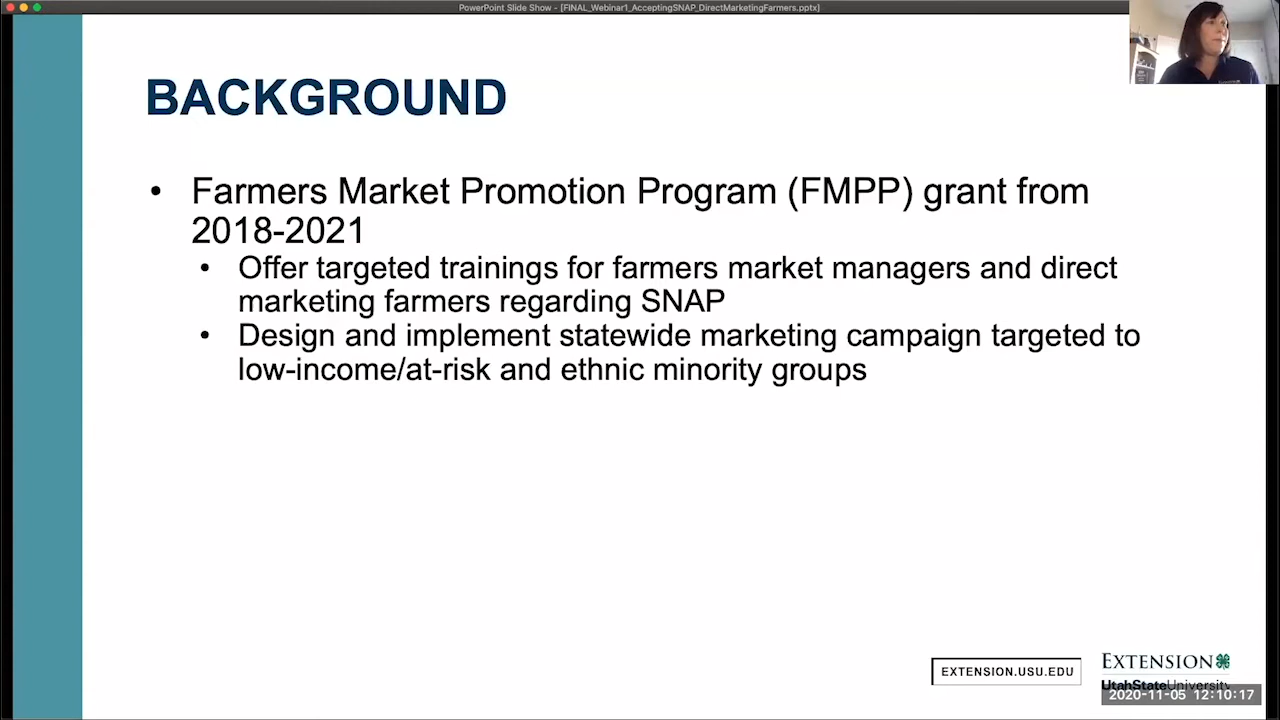 PowerPoint Slide Show - [FINAL_Webinar1_AcceptingSNAP_DirectMarketingFarmers.pptx]
BACKGROUND
• Farmers Market Promotion Program (FMPP) grant from
2018-2021
• Offer targeted trainings for farmers market managers and direct
marketing farmers regarding SNAP
• Design and implement statewide marketing campaign targeted to
low-income/at-risk and ethnic minority groups
EXTENSION.USU.EDU
EXTENSION
UtahStateUniversity
2020-11-05 12:10:17